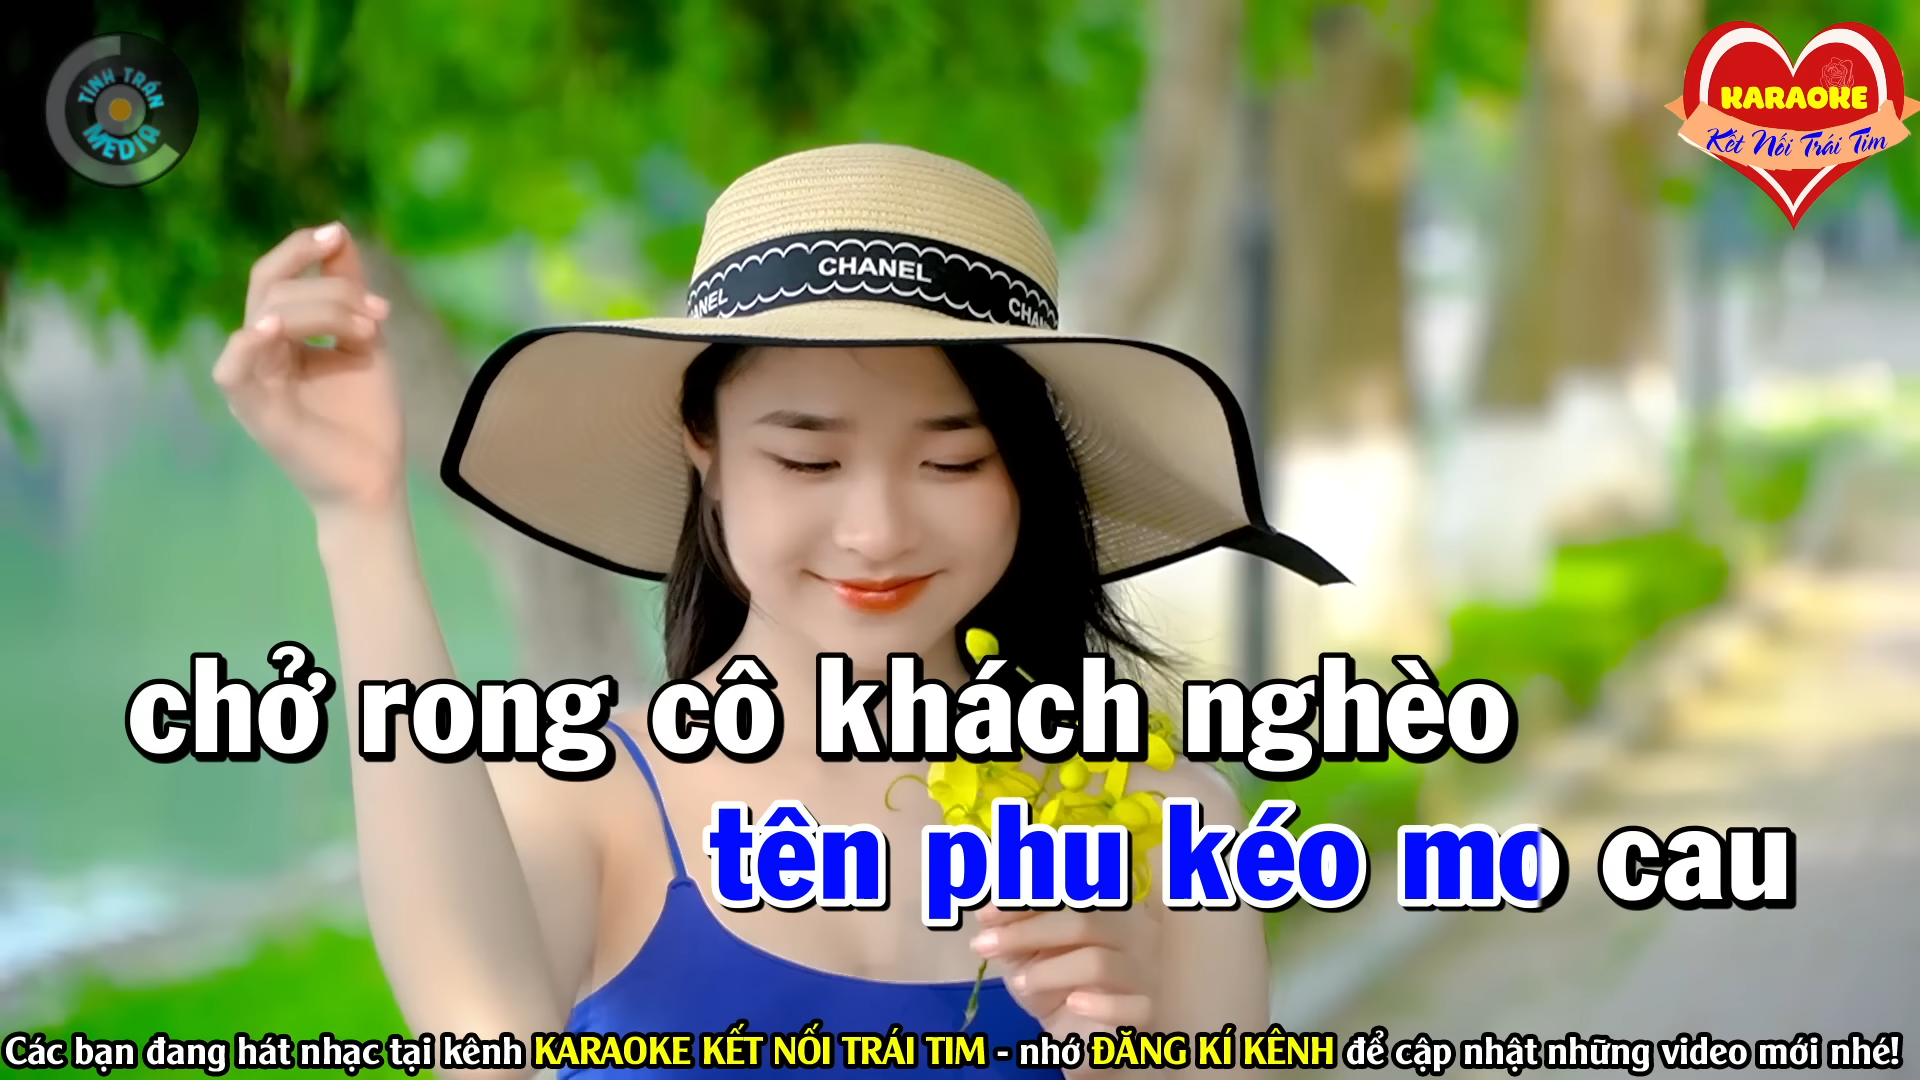 TÌNH TRẦN
MEDIA
KARAOKE
Kết Nối Trái Tim
CHANEL
chở rong cô khách nghèo
tên phu kéo mo cau
Các bạn đang hát nhạc tại kênh KARAOKE KẾT NỐI TRÁI TIM - nhớ ĐĂNG KÍ KÊNH để cập nhật những video mới nhé!